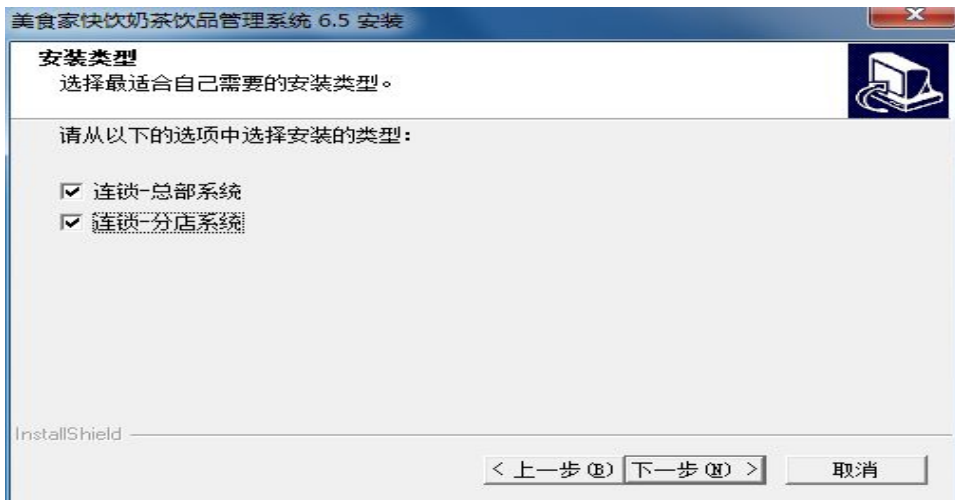 美食家快饮奶茶饮品管理系统 6.5 安装
安装类型
选择最适合自己需要的安装类型。
请从以下的选项中选择安装的类型：
连锁-总部系统
连锁-分店系统
InstallShield
< 上一步(B) 下一步(N) > 取消